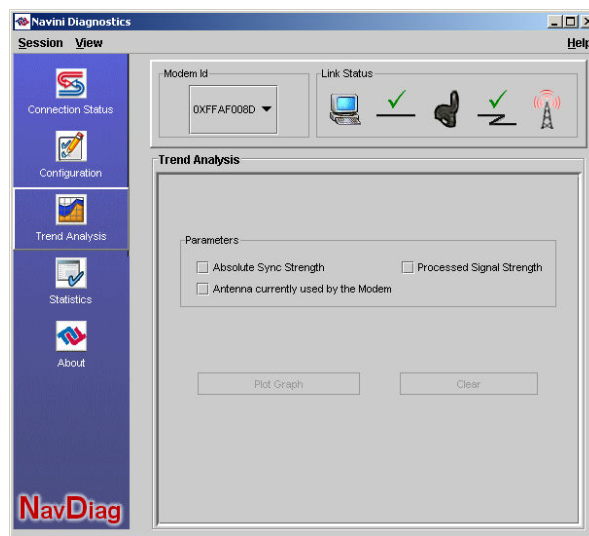 Navini Diagnostics
Session View Help
Modem Id
Link Status
0XFFAF008D
Connection Status
Configuration
Trend Analysis
Statistics
About
NavDiag
Trend Analysis
Parameters
Absolute Sync Strength
Processed Signal Strength
Antenna currently used by the Modem
Plot Graph
Clear